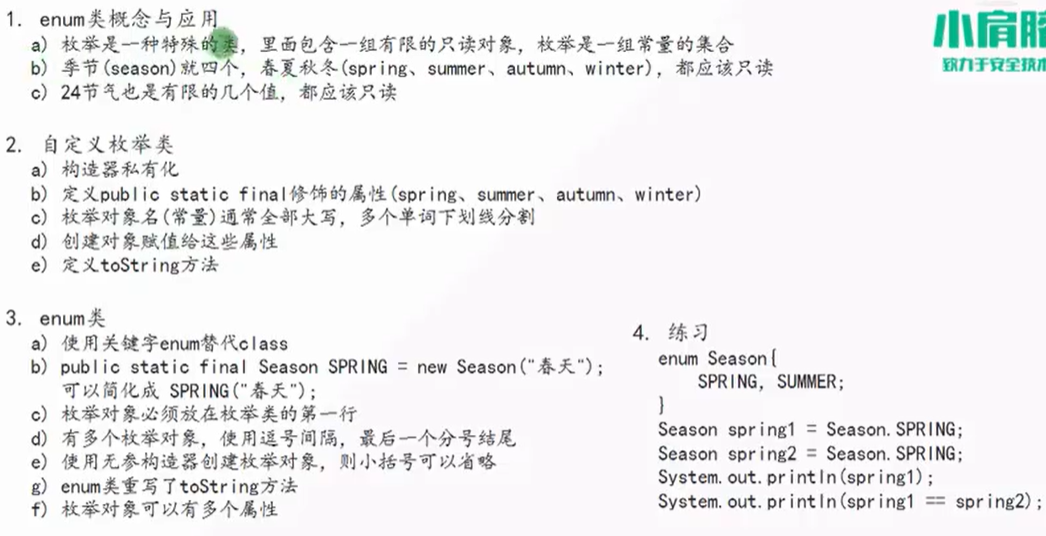 1. enum类概念与应用
a) 枚举是一种特殊的类，里面包含一组有限的只读对象，枚举是一组常量的集合
b) 季节(season)就四个，春夏秋冬(spring、summer、autumn、winter)，都应该只读
c) 24节气也是有限的几个值，都应该只读
2. 自定义枚举类
a) 构造器私有化
b) 定义public static final修饰的属性(spring、summer、autumn、winter)
c) 枚举对象名(常量)通常全部大写，多个单词下划线分割
d) 创建对象赋值给这些属性
e) 定义toString方法
3. enum类
a) 使用关键字enum替代class
b) public static final Season SPRING = new Season("春天");
可以简化成 SPRING("春天");
c) 枚举对象必须放在枚举类的第一行
d) 有多个枚举对象，使用逗号间隔，最后一个分号结尾
e) 使用无参构造器创建枚举对象，则小括号可以省略
g) enum类重写了toString方法
f) 枚举对象可以有多个属性
4. 练习
enum Season{
SPRING, SUMMER;
}
Season spring1 = Season.SPRING;
Season spring2 = Season.SPRING;
System.out.println(spring1);
System.out.println(spring1 == spring2);
小肩膀
致力于安全技术